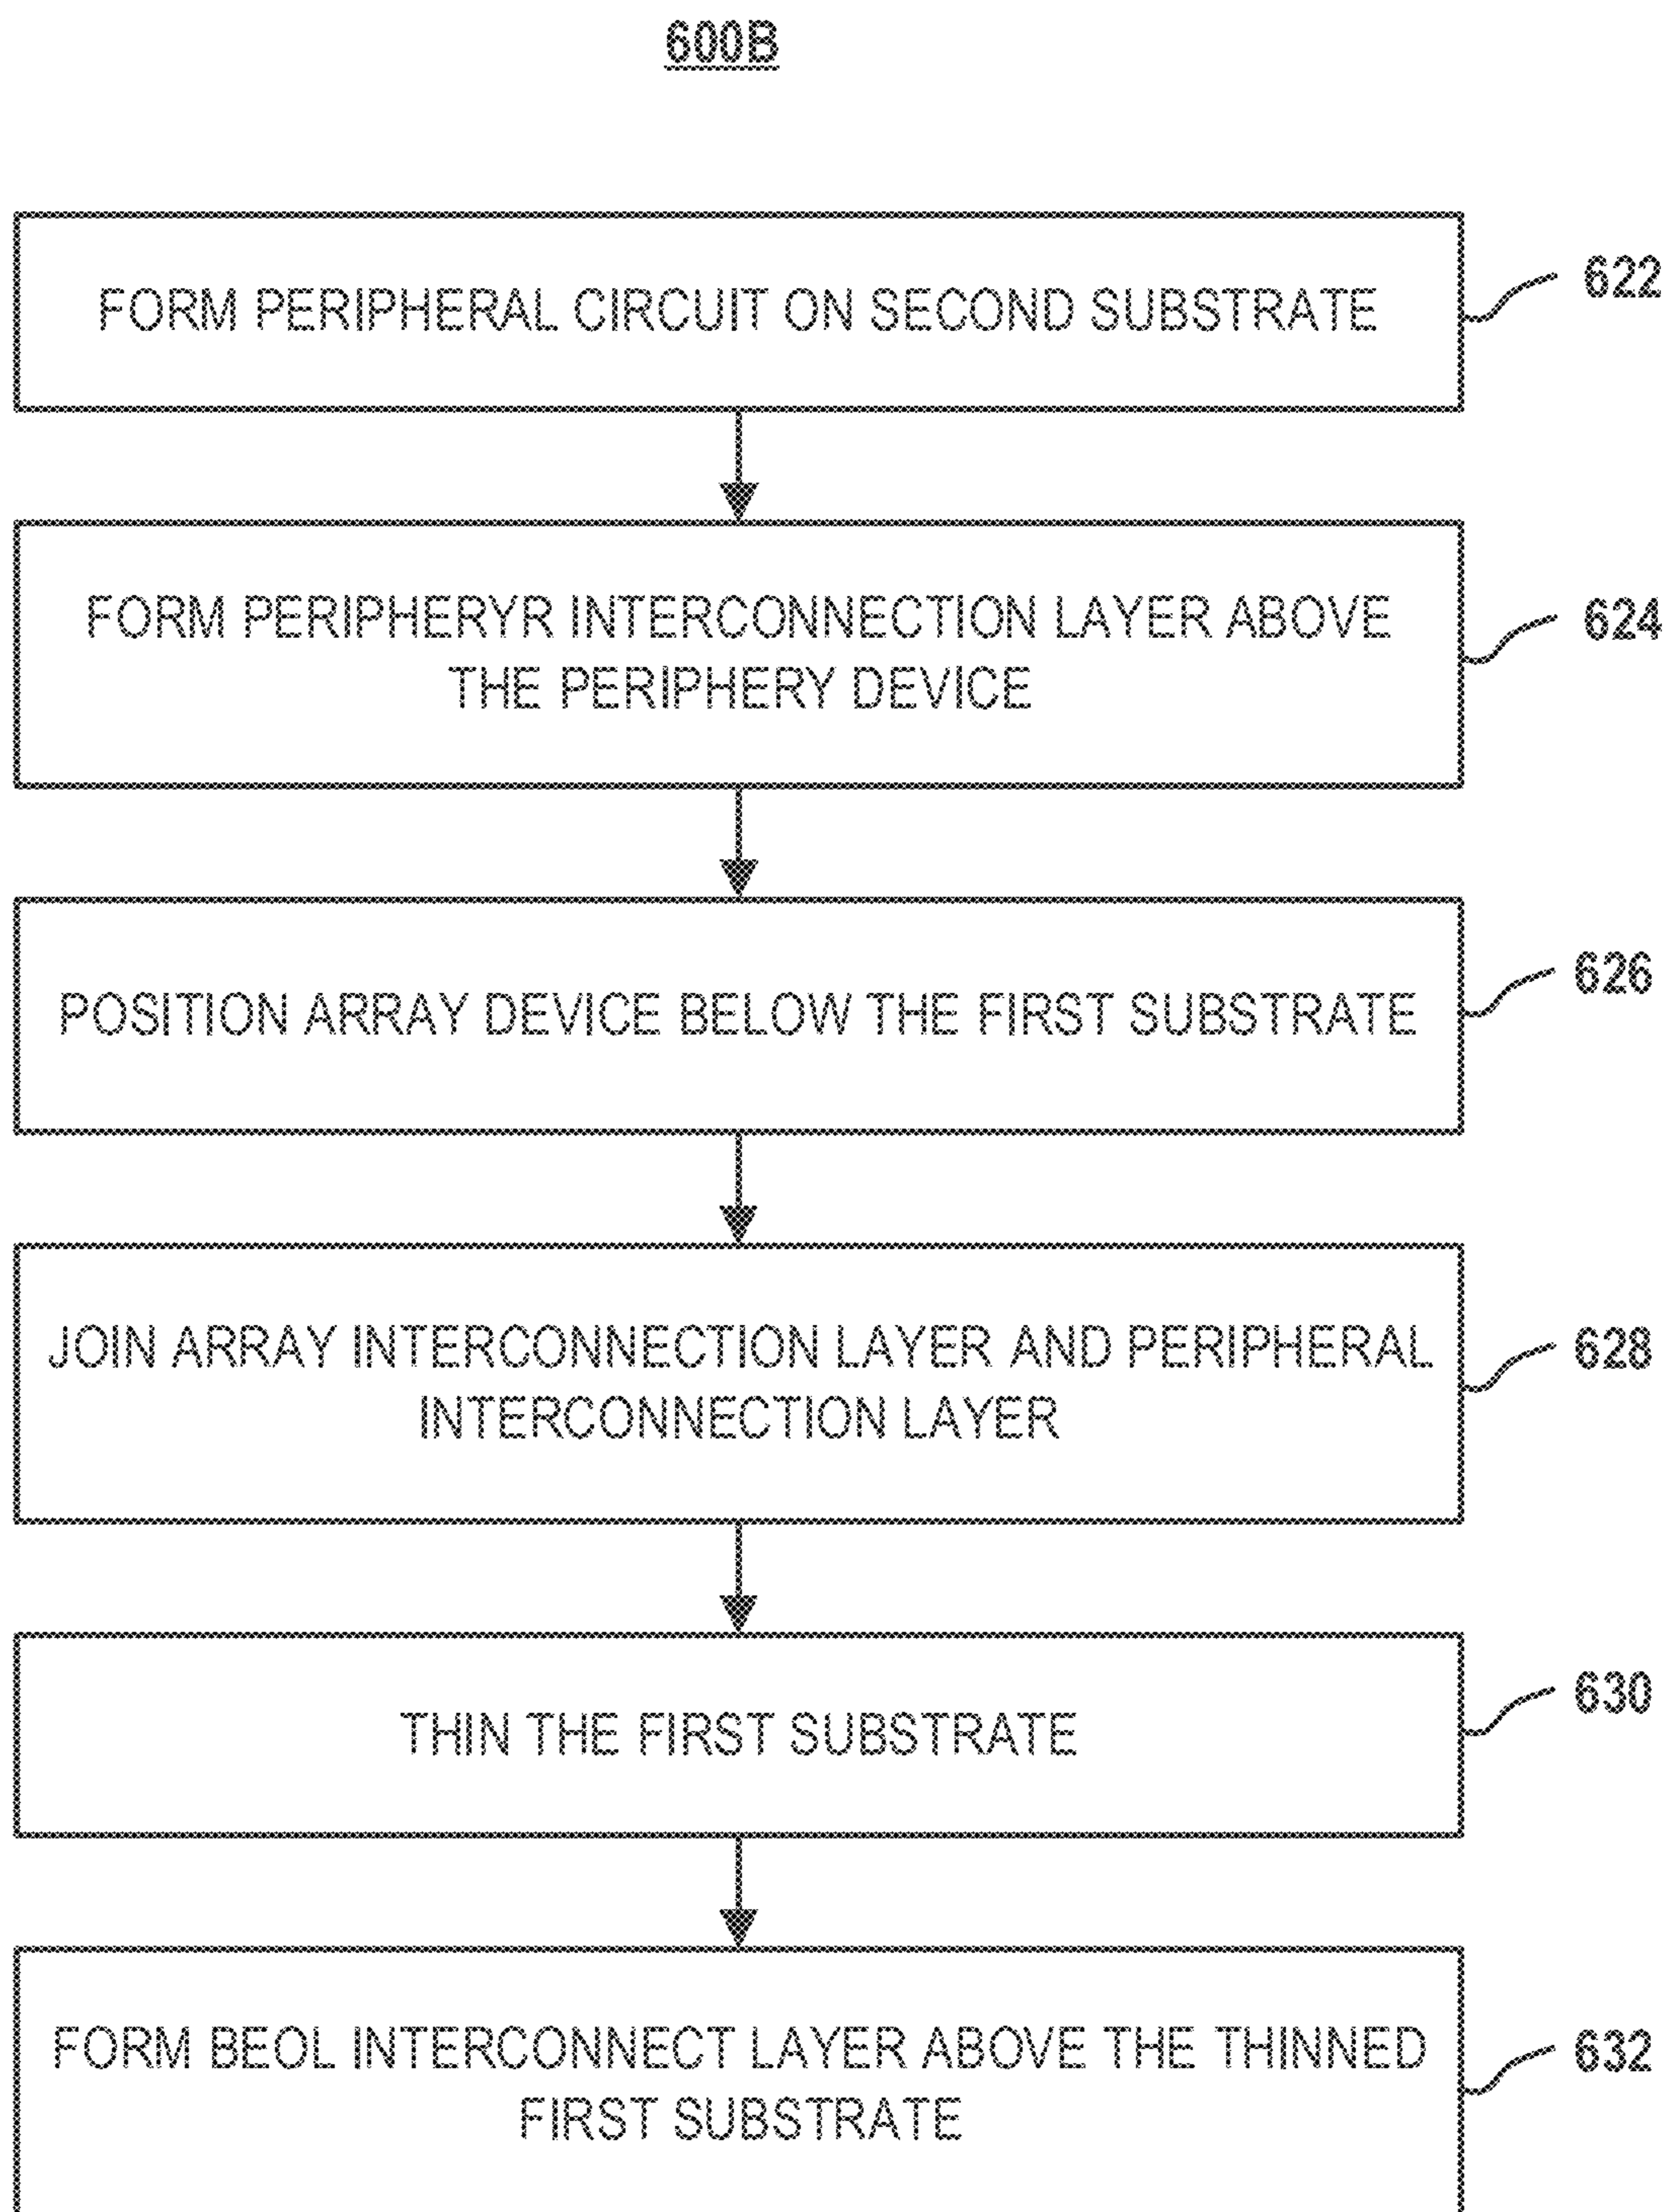 600B
FORM PERIPHERAL CIRCUIT ON SECOND SUBSTRATE
622
FORM PERIPHERYR INTERCONNECTION LAYER ABOVE
THE PERIPHERY DEVICE
624
POSITION ARRAY DEVICE BELOW THE FIRST SUBSTRATE
626
JOIN ARRAY INTERCONNECTION LAYER AND PERIPHERAL
INTERCONNECTION LAYER
628
THIN THE FIRST SUBSTRATE
630
FORM BEOL INTERCONNECT LAYER ABOVE THE THINNED
FIRST SUBSTRATE
632